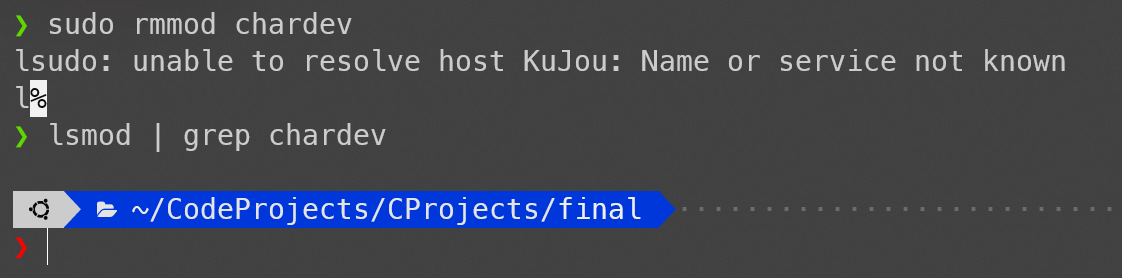 ❯ sudo rmmod chardev
lsudo: unable to resolve host KuJou: Name or service not known
l%
❯ lsmod | grep chardev
~/CodeProjects/CProjects/final
❯